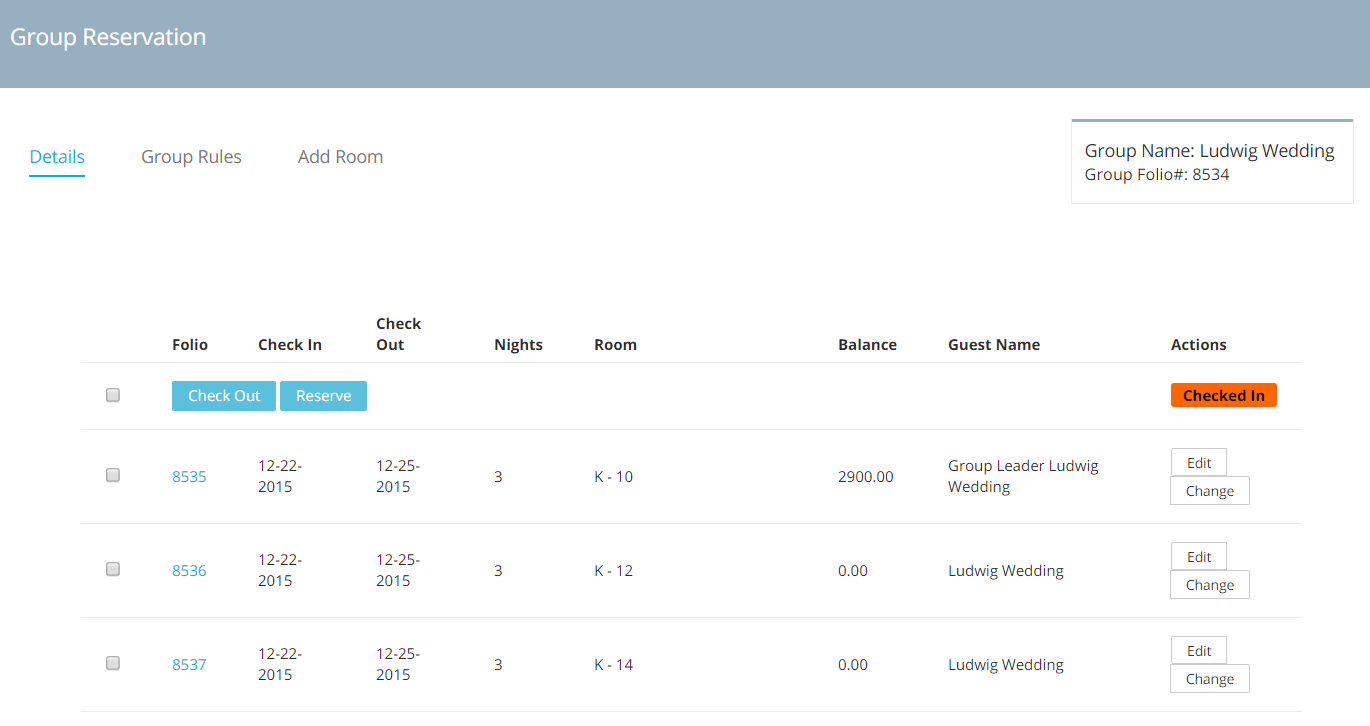 Group Reservation
Details Group Rules Add Room
Group Name: Ludwig Wedding
Group Folio#: 8534
Folio Check In Check Out Nights Room Balance Guest Name Actions
Check Out Reserve Checked In
8535 12-22-2015 12-25-2015 3 K - 10 2900.00 Group Leader Ludwig Wedding Edit Change
8536 12-22-2015 12-25-2015 3 K - 12 0.00 Ludwig Wedding Edit Change
8537 12-22-2015 12-25-2015 3 K - 14 0.00 Ludwig Wedding Edit Change